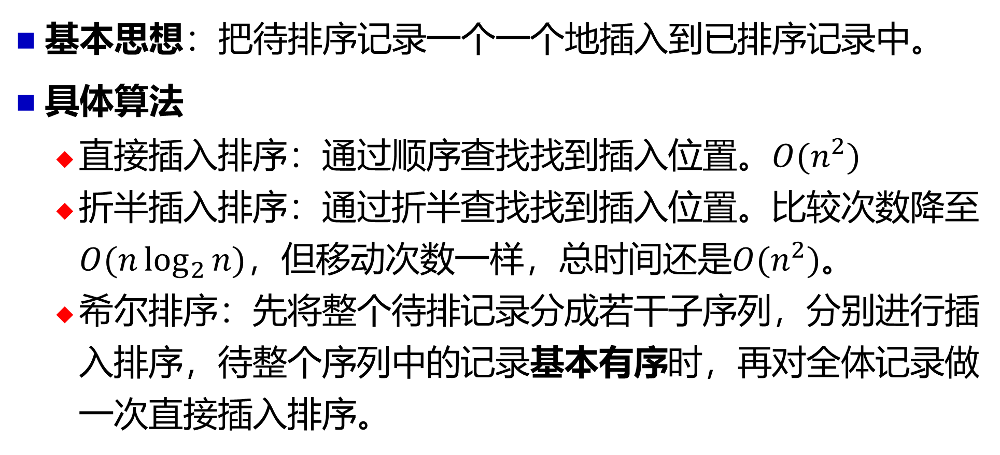 ■ 基本思想：把待排序记录一个一个地插入到已排序记录中。
■ 具体算法
◆ 直接插入排序：通过顺序查找找到插入位置。O(n²)
◆ 折半插入排序：通过折半查找找到插入位置。比较次数降至
O(n log₂ n)，但移动次数一样，总时间还是O(n²)。
◆ 希尔排序：先将整个待排记录分成若干子序列，分别进行插
入排序，待整个序列中的记录基本有序时，再对全体记录做
一次直接插入排序。